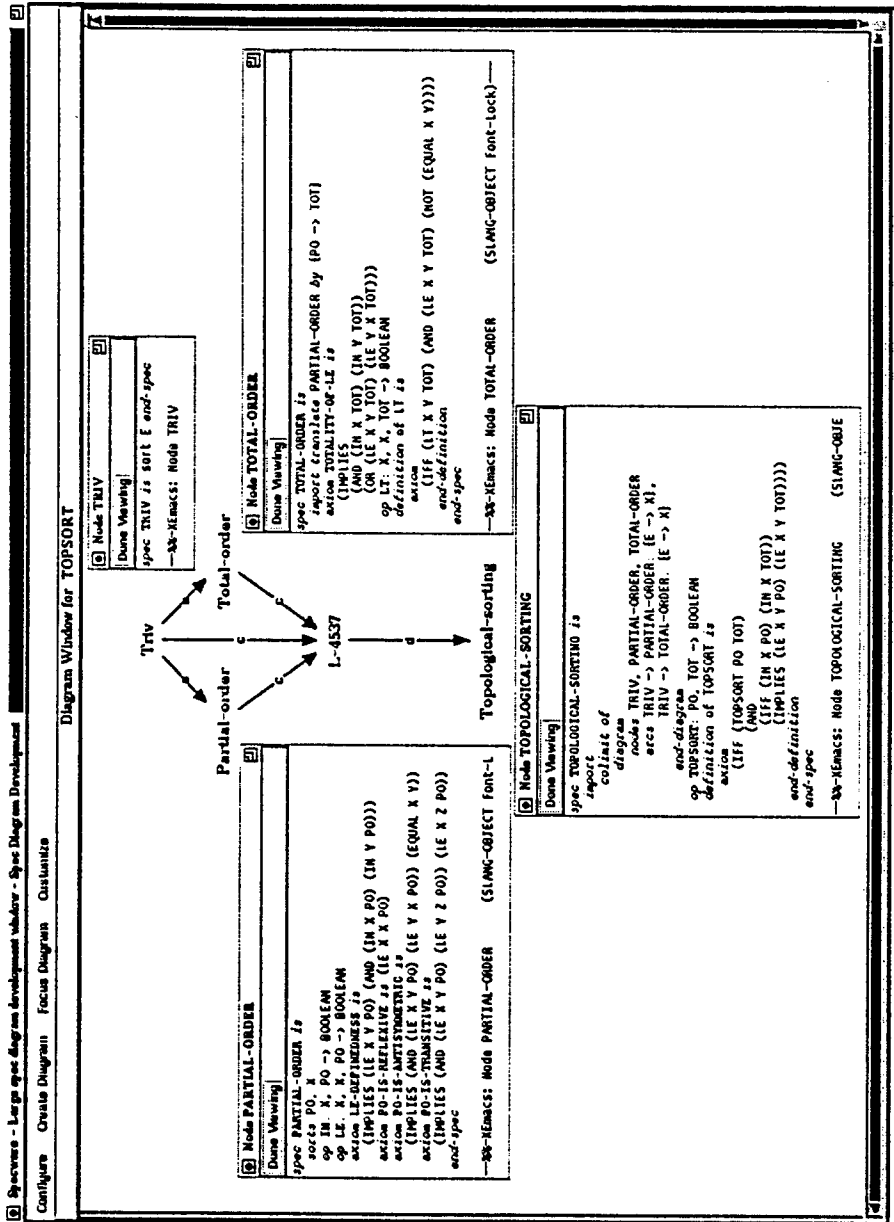 Specware - Large spec diagram development window - Spec Diagram Development
Configure Create Diagram Focus Diagram Customize
Diagram Window for TOPSORT
Node TRIV
Done Viewing
spec TRIV is sort E end-spec
--%%-XEmacs: Node TRIV
Triv
a
c
a
Partial-order
Total-order
c
c
L-4537
d
Topological-sorting
Node PARTIAL-ORDER
Done Viewing
spec PARTIAL-ORDER is
sorts PO, X
op IN: X, PO -> BOOLEAN
op LE: X, X, PO -> BOOLEAN
axiom LE-DEFINEDNESS is
(IMPLIES (LE X Y PO) (AND (IN X PO) (IN Y PO)))
axiom PO-IS-REFLEXIVE is (LE X X PO)
axiom PO-IS-ANTISYMMETRIC is
(IMPLIES (AND (LE X Y PO) (LE Y X PO)) (EQUAL X Y))
axiom PO-IS-TRANSITIVE is
(IMPLIES (AND (LE X Y PO) (LE Y Z PO)) (LE X Z PO))
end-spec
--%%-XEmacs: Node PARTIAL-ORDER (SLANG-OBJECT Font-L
Node TOTAL-ORDER
Done Viewing
spec TOTAL-ORDER is
import translate PARTIAL-ORDER by {PO -> TOT}
axiom TOTALITY-OF-LE is
(IMPLIES
(AND (IN X TOT) (IN Y TOT))
(OR (LE X Y TOT) (LE Y X TOT)))
op LT: X, X, TOT -> BOOLEAN
definition of LT is
axiom
(IFF (LT X Y TOT) (AND (LE X Y TOT) (NOT (EQUAL X Y))))
end-definition
end-spec
--%%-XEmacs: Node TOTAL-ORDER (SLANG-OBJECT Font-Lock)----
Node TOPOLOGICAL-SORTING
Done Viewing
spec TOPOLOGICAL-SORTING is
import
colimit of
diagram
nodes TRIV, PARTIAL-ORDER, TOTAL-ORDER
arcs TRIV -> PARTIAL-ORDER: {E -> X},
TRIV -> TOTAL-ORDER: {E -> X}
end-diagram
op TOPSORT: PO, TOT -> BOOLEAN
definition of TOPSORT is
axiom
(IFF (TOPSORT PO TOT)
(AND
(IFF (IN X PO) (IN X TOT))
(IMPLIES (LE X Y PO) (LE X Y TOT))))
end-definition
end-spec
--%%-XEmacs: Node TOPOLOGICAL-SORTING (SLANG-OBJE